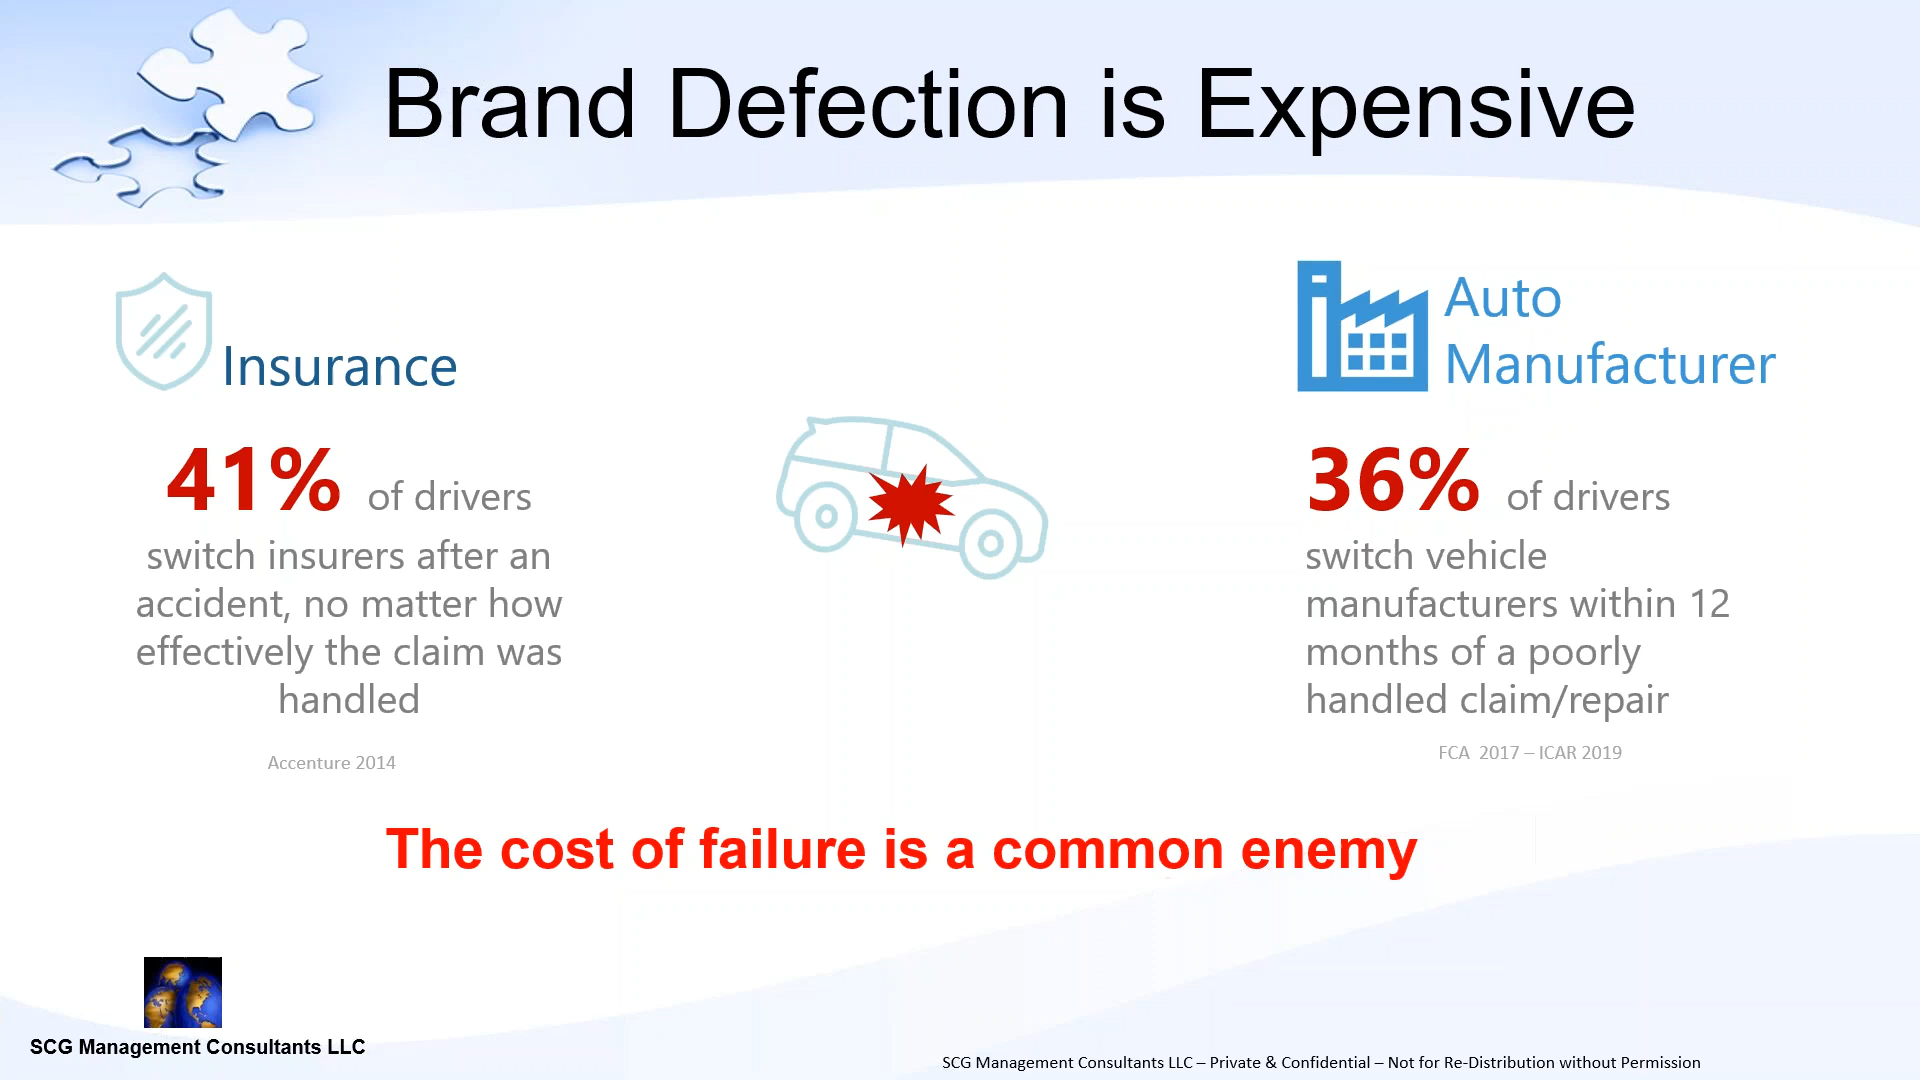 Brand Defection is Expensive
Insurance
41% of drivers
switch insurers after an
accident, no matter how
effectively the claim was
handled
Accenture 2014
Auto
Manufacturer
36% of drivers
switch vehicle
manufacturers within 12
months of a poorly
handled claim/repair
FCA 2017 – ICAR 2019
The cost of failure is a common enemy
SCG Management Consultants LLC
SCG Management Consultants LLC – Private & Confidential – Not for Re-Distribution without Permission